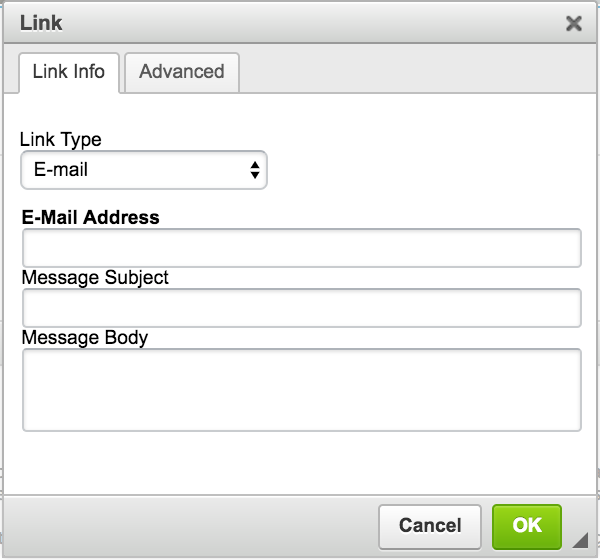 Link
Link Info Advanced
Link Type
E-mail
E-Mail Address
Message Subject
Message Body
Cancel OK